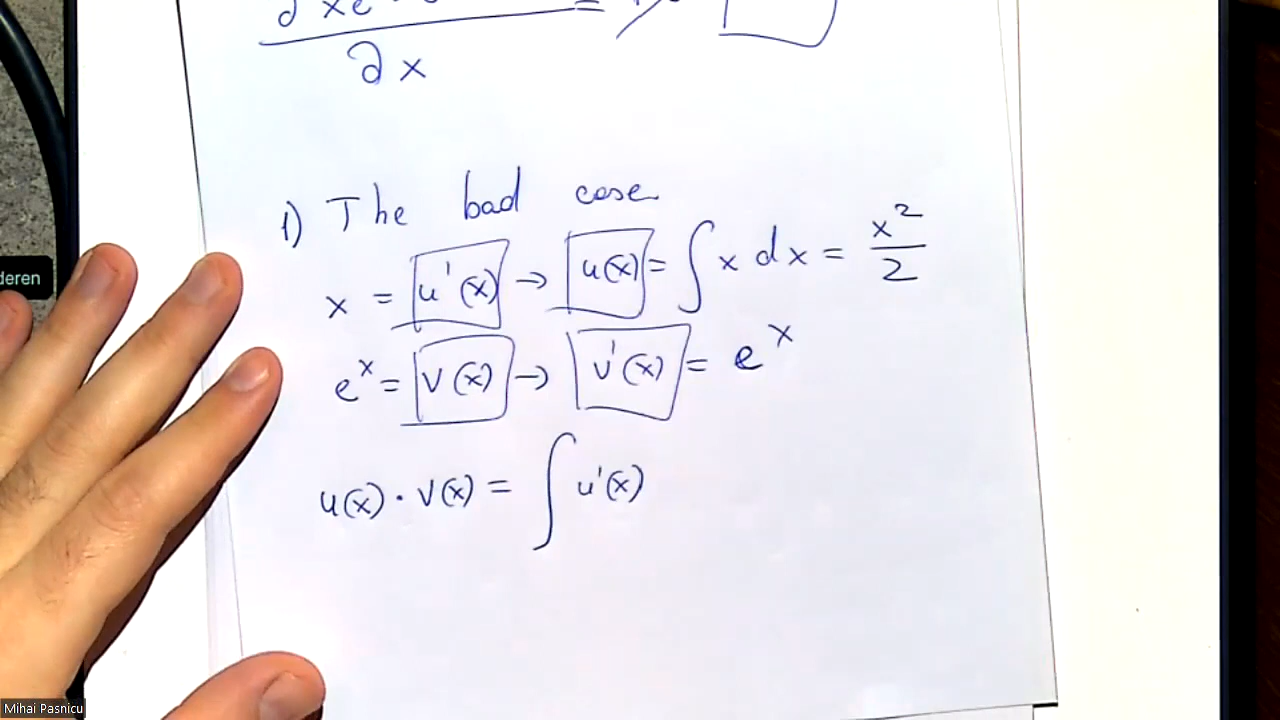 ∂x
1) The bad case
x = u'(x) → u(x) = ∫ x dx = x²/2
eˣ = v(x) → v'(x) = eˣ
u(x) · v(x) = ∫ u'(x)
deren
Mihai Pasnicu